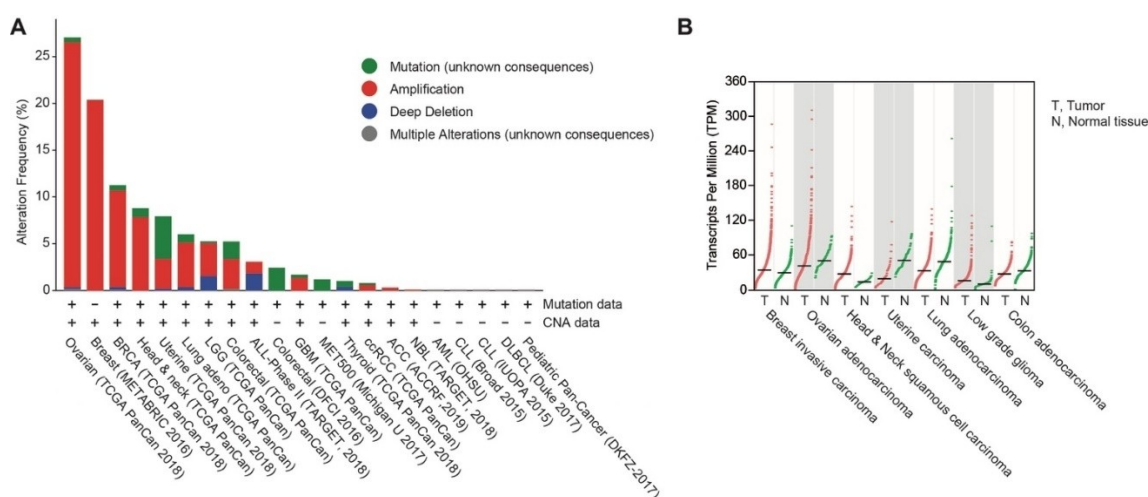 A
Alteration Frequency (%)
25
20
15
10
5
0
Mutation (unknown consequences)
Amplification
Deep Deletion
Multiple Alterations (unknown consequences)
+ − + + + + + + + + + + + + + + + + + + + Mutation data
+ + + + + + + + + − + − + + + + − − − − − CNA data
Ovarian (TCGA PanCan 2018)
Breast (METABRIC 2016)
BRCA (TCGA PanCan 2018)
Head & neck (TCGA PanCan 2018)
Uterine (TCGA PanCan)
Lung adeno (TCGA PanCan)
LGG (TCGA PanCan)
Colorectal (TCGA PanCan)
ALL-Phase II (TARGET, 2018)
Colorectal (DFCI 2016)
GBM (TCGA PanCan)
MET500 (Michigan U 2017)
Thyroid (TCGA PanCan 2018)
ccRCC (TCGA PanCan)
ACC (ACCRF 2019)
NBL (TARGET, 2018)
AML (OHSU)
CLL (Broad 2015)
CLL (IUOPA 2015)
DLBCL (Duke 2017)
Pediatric Pan-Cancer (DKFZ-2017)
B
Transcripts Per Million (TPM)
360
300
240
180
120
60
0
T, Tumor
N, Normal tissue
T N T N T N T N T N T N T N
Breast invasive carcinoma
Ovarian adenocarcinoma
Head & Neck squamous cell carcinoma
Uterine carcinoma
Lung adenocarcinoma
Low grade glioma
Colon adenocarcinoma